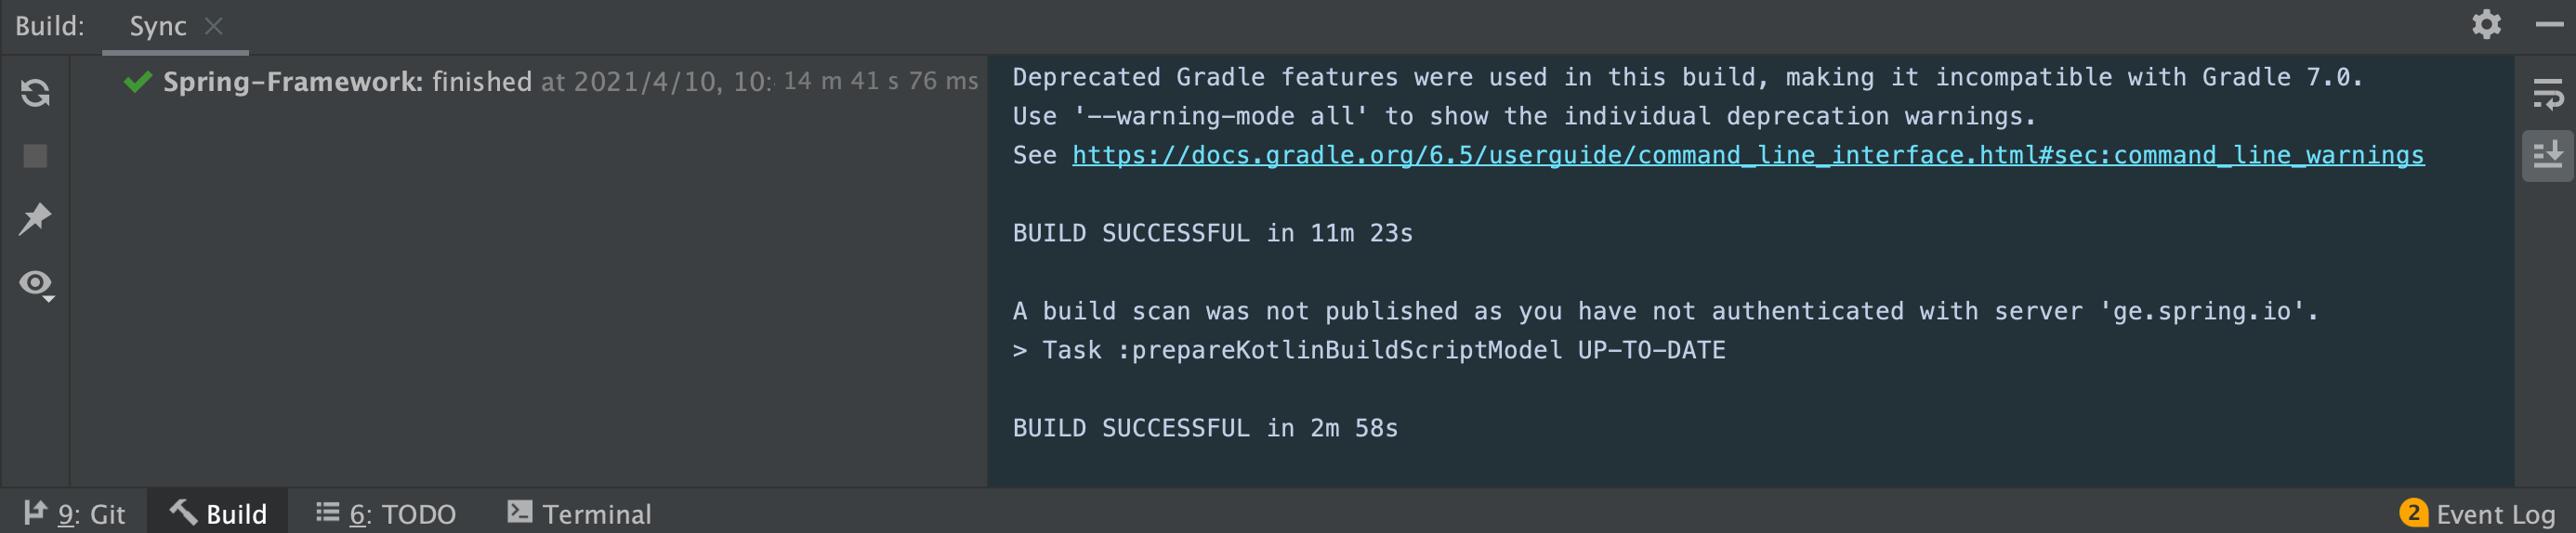 Build: Sync
Spring-Framework: finished at 2021/4/10, 10: 14 m 41 s 76 ms
Deprecated Gradle features were used in this build, making it incompatible with Gradle 7.0.
Use '--warning-mode all' to show the individual deprecation warnings.
See https://docs.gradle.org/6.5/userguide/command_line_interface.html#sec:command_line_warnings
BUILD SUCCESSFUL in 11m 23s
A build scan was not published as you have not authenticated with server 'ge.spring.io'.
> Task :prepareKotlinBuildScriptModel UP-TO-DATE
BUILD SUCCESSFUL in 2m 58s
9: Git Build 6: TODO Terminal 2 Event Log